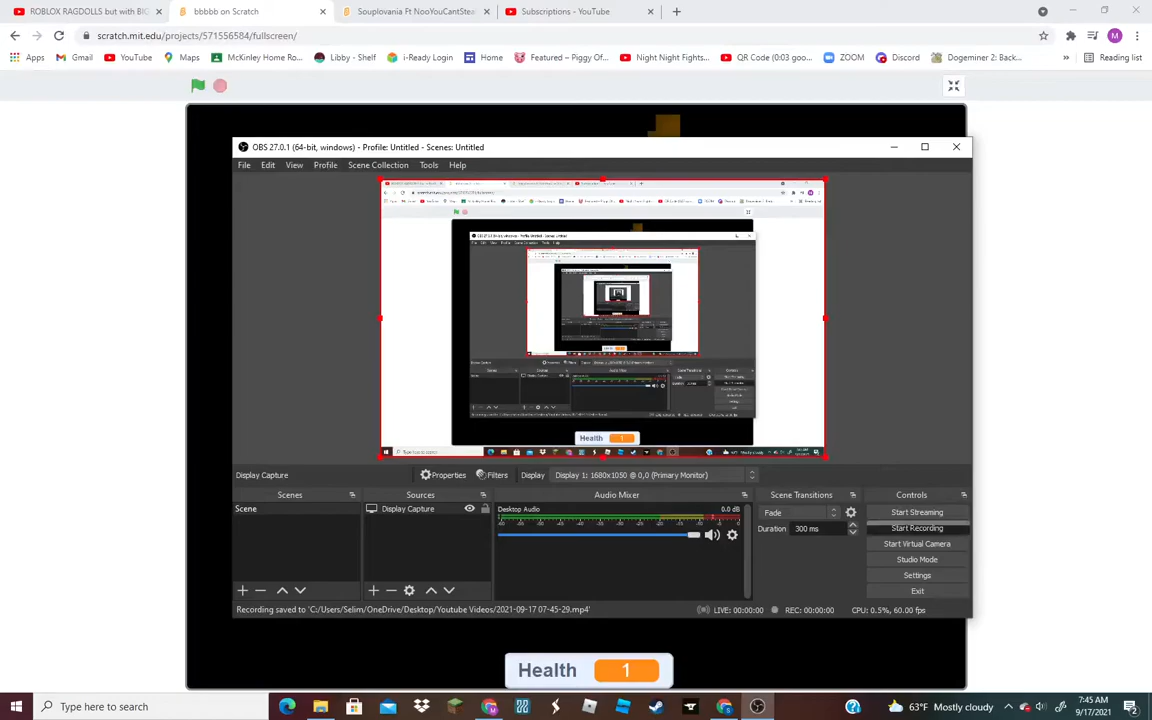 ROBLOX RAGDOLLS but with BIG
bbbbb on Scratch
Souplovania Ft NooYouCantStea
Subscriptions - YouTube
scratch.mit.edu/projects/571556584/fullscreen/
Apps
Gmail
YouTube
Maps
McKinley Home Ro...
Libby - Shelf
i-Ready Login
Home
Featured – Piggy Of...
Night Night Fights...
QR Code (0:03 goo...
ZOOM
Discord
Dogeminer 2: Back...
»
Reading list
OBS 27.0.1 (64-bit, windows) - Profile: Untitled - Scenes: Untitled
File Edit View Profile Scene Collection Tools Help
Health 1
Display Capture
Properties
Filters
Display
Display 1: 1680x1050 @ 0,0 (Primary Monitor)
Scenes
Sources
Audio Mixer
Scene Transitions
Controls
Scene
Display Capture
Desktop Audio
0.0 dB
Fade
Duration
300 ms
Start Streaming
Start Recording
Start Virtual Camera
Studio Mode
Settings
Exit
Recording saved to 'C:/Users/Selim/OneDrive/Desktop/Youtube Videos/2021-09-17 07-45-29.mp4'
LIVE: 00:00:00
REC: 00:00:00
CPU: 0.5%, 60.00 fps
Health 1
Type here to search
63°F Mostly cloudy
7:45 AM
9/17/2021
2